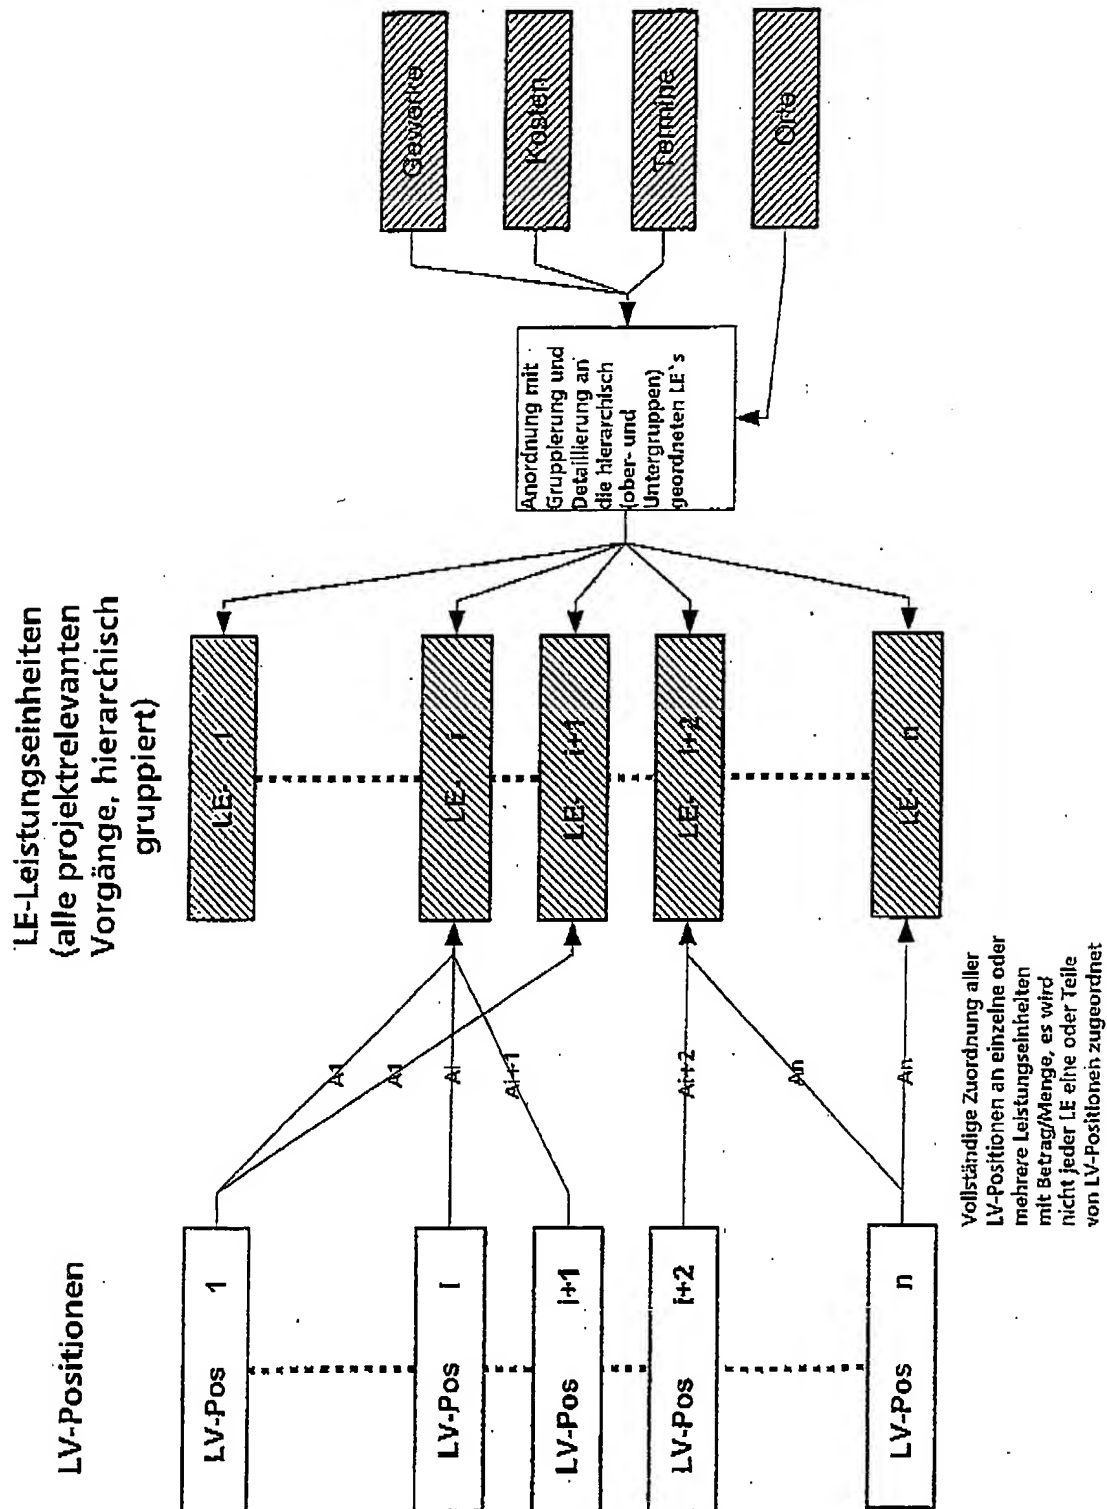 LV-Positionen
LV-Pos 1
LV-Pos I
LV-Pos i+1
LV-Pos i+2
LV-Pos n
A1
A1
Ai
Ai+1
Ai+2
An
An
Vollständige Zuordnung aller
LV-Positionen an einzelne oder
mehrere Leistungseinheiten
mit Betrag/Menge, es wird
nicht jeder LE eine oder Teile
von LV-Positionen zugeordnet
LE-Leistungseinheiten
(alle projektrelevanten
Vorgänge, hierarchisch
gruppiert)
LE- 1
LE- i
LE- i+1
LE- i+2
LE- n
Anordnung mit
Gruppierung und
Detaillierung an
die hierarchisch
(ober- und
Untergruppen)
geordneten LE`s
Gewerke
Kosten
Termine
Orte